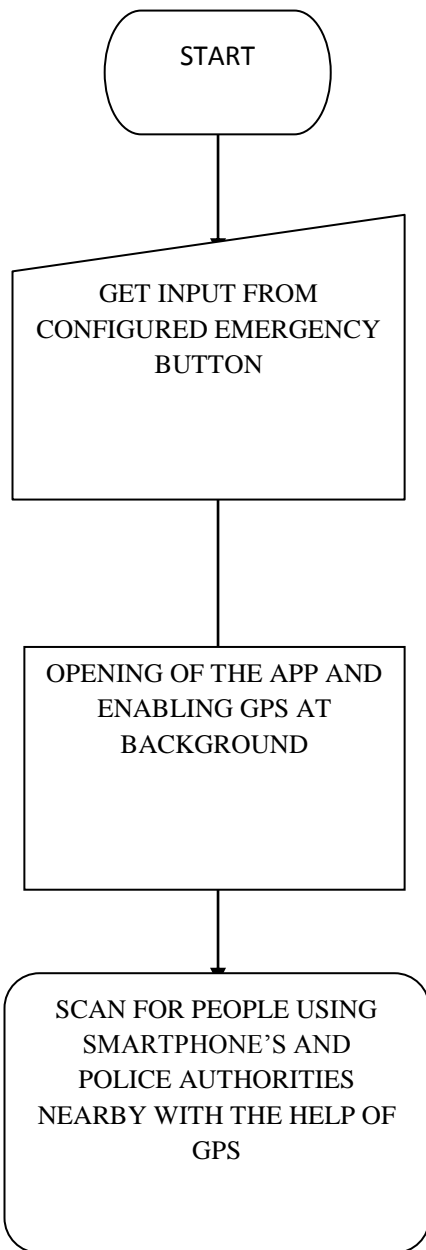 START
GET INPUT FROM
CONFIGURED EMERGENCY
BUTTON
OPENING OF THE APP AND
ENABLING GPS AT
BACKGROUND
SCAN FOR PEOPLE USING
SMARTPHONE’S AND
POLICE AUTHORITIES
NEARBY WITH THE HELP OF
GPS